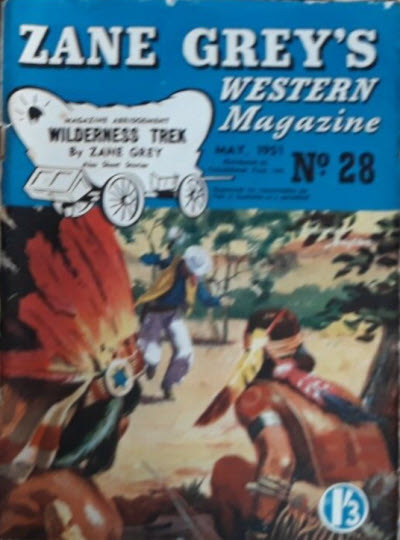 ZANE GREY'S
WESTERN
Magazine
MAGAZINE ABRIDGEMENT
WILDERNESS TREK
By ZANE GREY
Also Short Stories
MAY, 1951
Nº 28
1/3